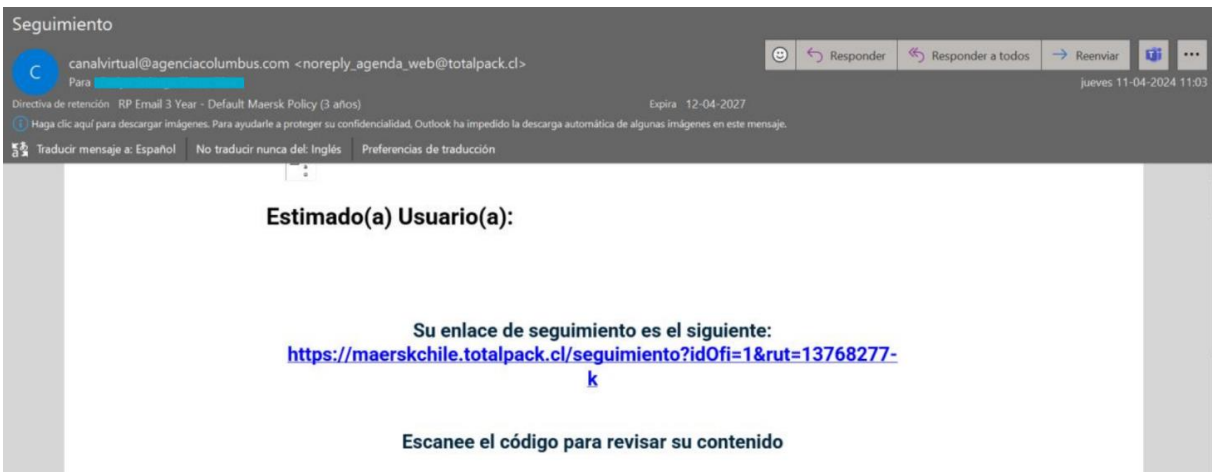 Seguimiento
C
canalvirtual@agenciacolumbus.com <noreply_agenda_web@totalpack.cl>
Responder
Responder a todos
Reenviar
Para
jueves 11-04-2024 11:03
Directiva de retención RP Email 3 Year - Default Maersk Policy (3 años)
Expira 12-04-2027
Haga clic aquí para descargar imágenes. Para ayudarle a proteger su confidencialidad, Outlook ha impedido la descarga automática de algunas imágenes en este mensaje.
Traducir mensaje a: Español
No traducir nunca del: Inglés
Preferencias de traducción
Estimado(a) Usuario(a):
Su enlace de seguimiento es el siguiente:
https://maerskchile.totalpack.cl/seguimiento?idOfi=1&rut=13768277-
k
Escanee el código para revisar su contenido